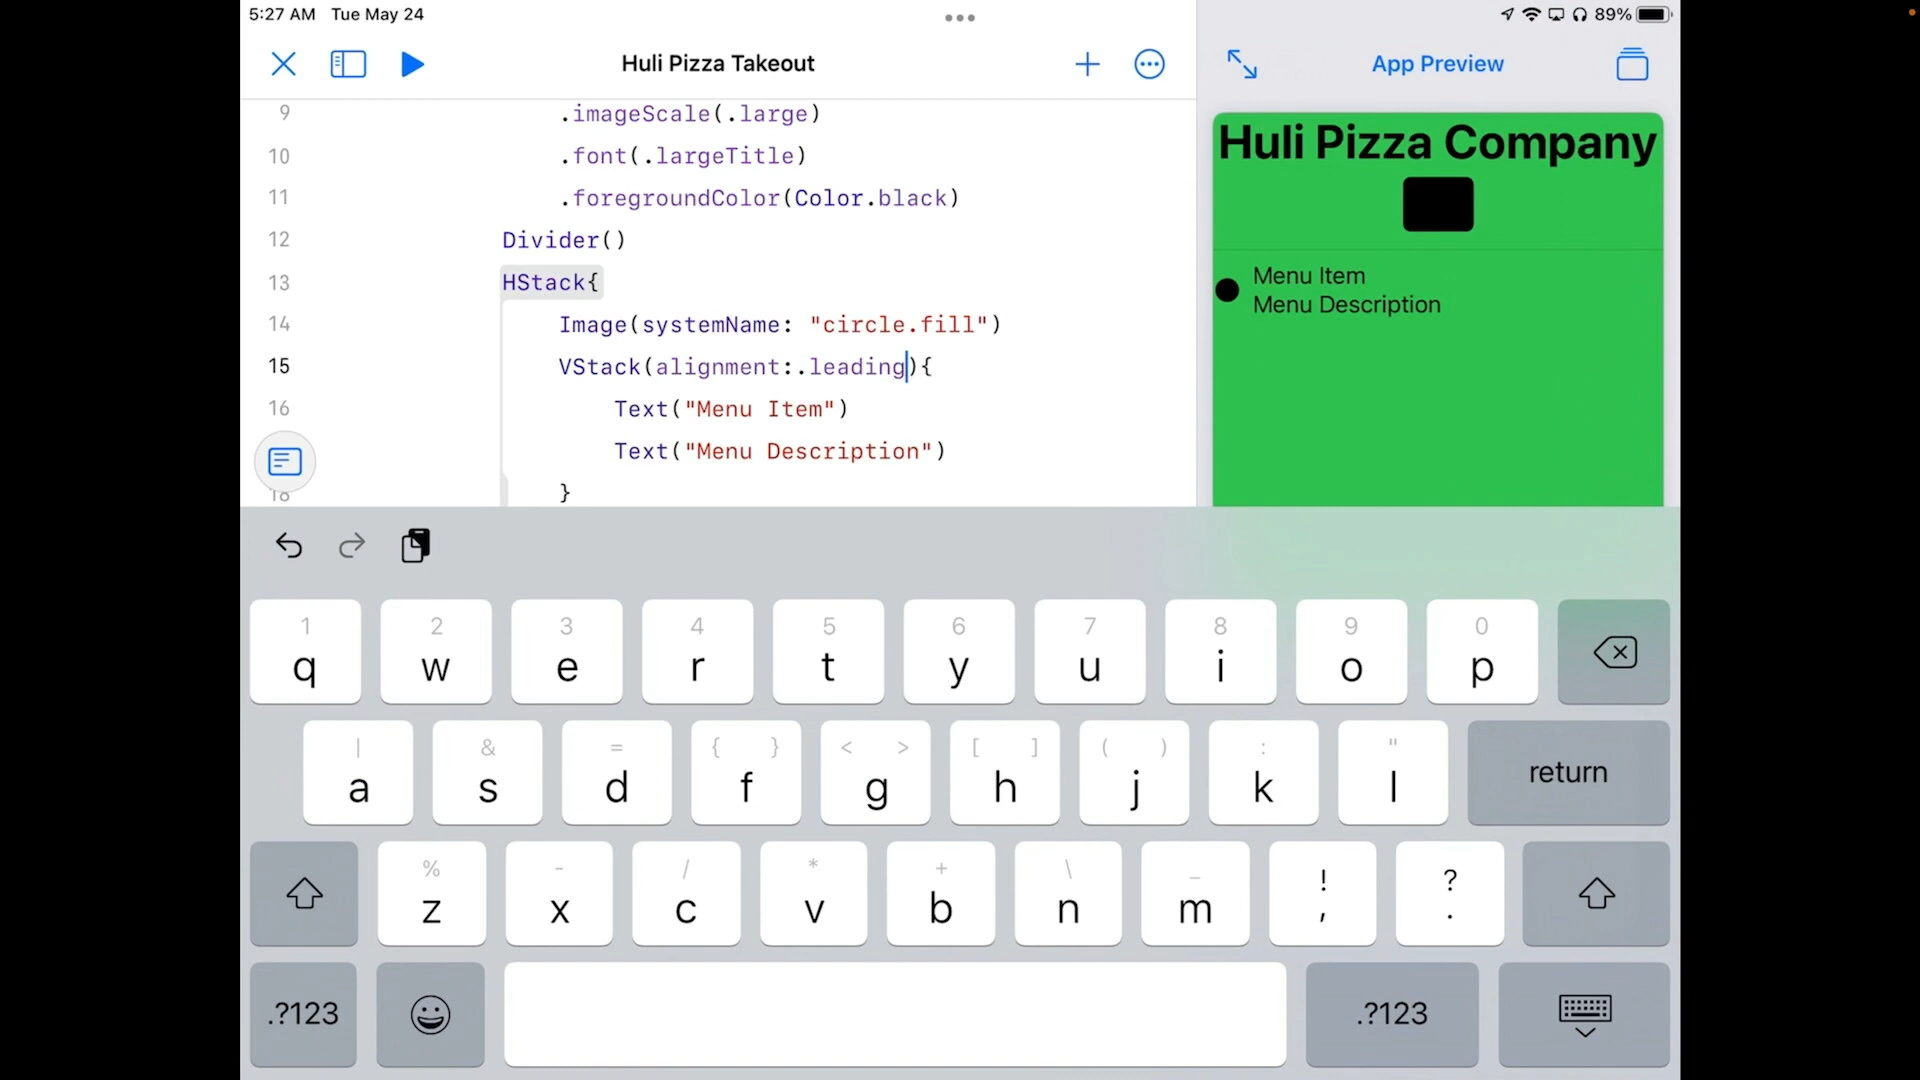 5:27 AM Tue May 24
89%
Huli Pizza Takeout
App Preview
9 .imageScale(.large)
10 .font(.largeTitle)
11 .foregroundColor(Color.black)
12 Divider()
13 HStack{
14 Image(systemName: "circle.fill")
15 VStack(alignment:.leading){
16 Text("Menu Item")
Text("Menu Description")
18 }
Huli Pizza Company
Menu Item
Menu Description
1 2 3 4 5 6 7 8 9 0
q w e r t y u i o p
| & = { } < > [ ] ( ) : "
a s d f g h j k l return
% - / * + \ _ ! ?
z x c v b n m , .
.?123 .?123